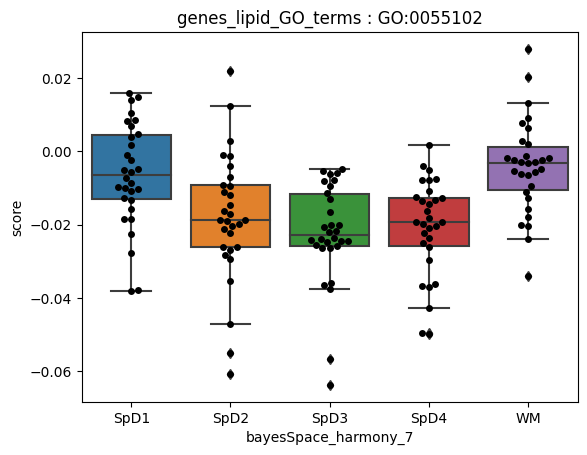 genes_lipid_GO_terms : GO:0055102
0.02
0.00
−0.02
−0.04
−0.06
score
SpD1 SpD2 SpD3 SpD4 WM
bayesSpace_harmony_7